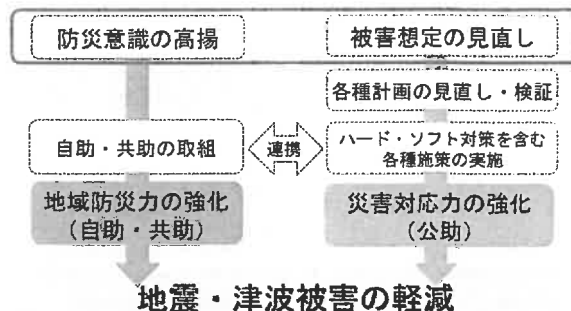 防災意識の高揚
被害想定の見直し
各種計画の見直し・検証
自助・共助の取組
連携
ハード・ソフト対策を含む
各種施策の実施
地域防災力の強化
(自助・共助)
災害対応力の強化
(公助)
地震・津波被害の軽減